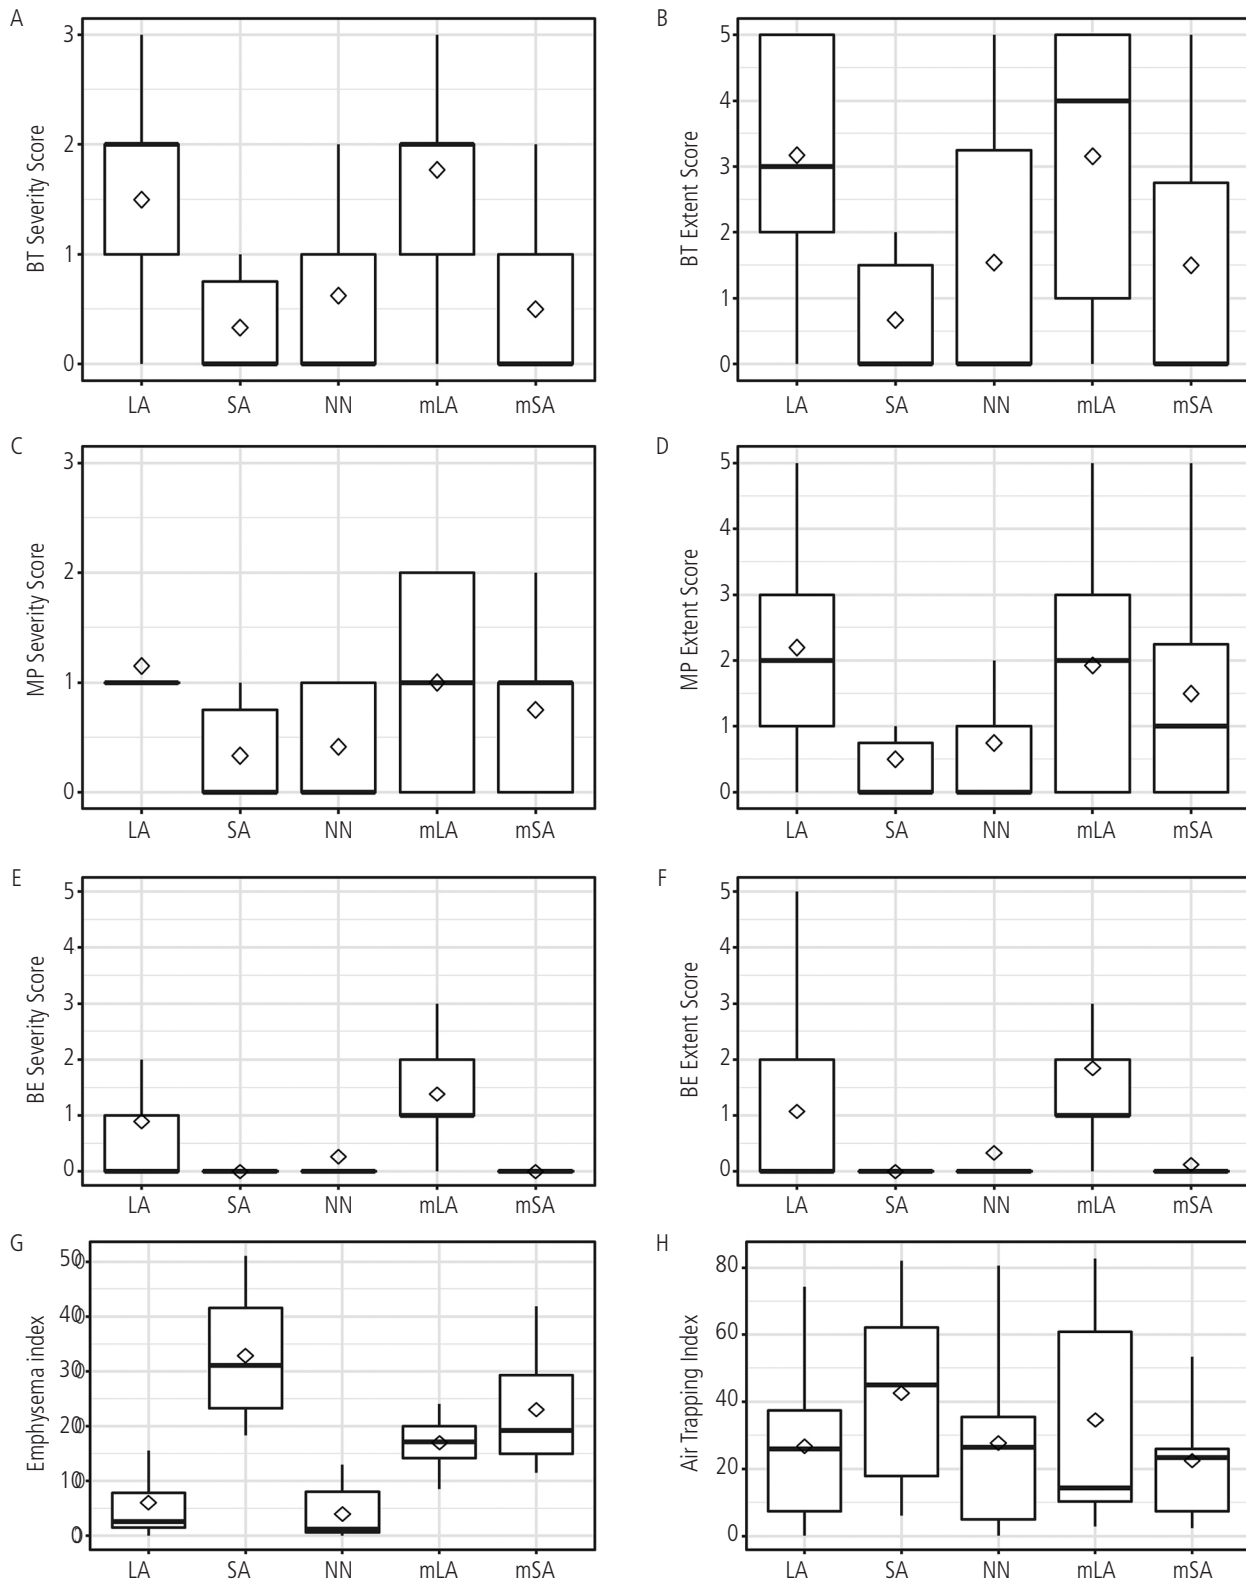 A
BT Severity Score
3
2
1
0
LA SA NN mLA mSA
B
BT Extent Score
5
4
3
2
1
0
LA SA NN mLA mSA
C
MP Severity Score
3
2
1
0
LA SA NN mLA mSA
D
MP Extent Score
5
4
3
2
1
0
LA SA NN mLA mSA
E
BE Severity Score
5
4
3
2
1
0
LA SA NN mLA mSA
F
BE Extent Score
5
4
3
2
1
0
LA SA NN mLA mSA
G
Emphysema index
50
40
30
20
10
0
LA SA NN mLA mSA
H
Air Trapping Index
80
60
40
20
0
LA SA NN mLA mSA